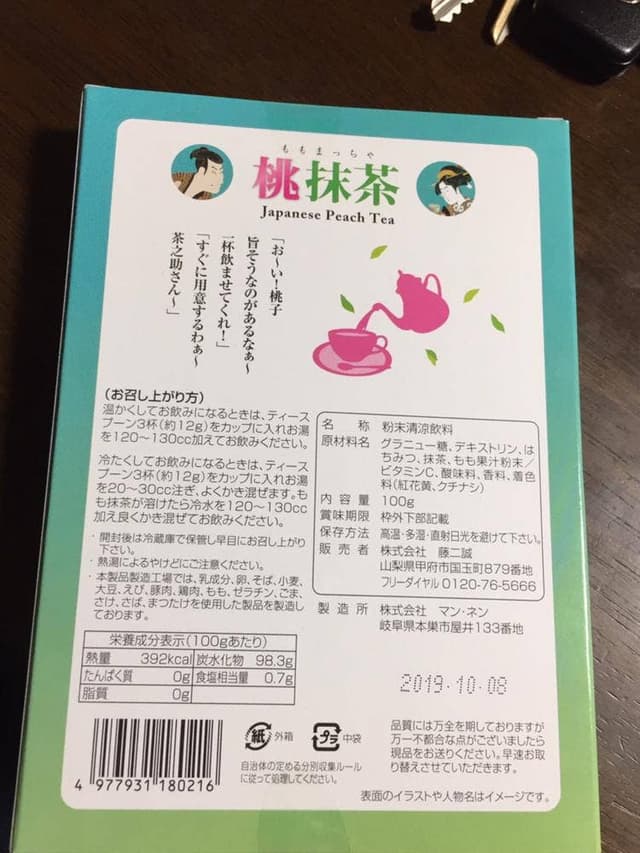 ももまっちゃ
桃抹茶
Japanese Peach Tea
「お〜い！桃子
旨そうなのがあるなぁ〜
一杯飲ませてくれ！」
「すぐに用意するわぁ〜
茶之助さん〜」
（お召し上がり方）
温かくしてお飲みになるときは、ティース
プーン3杯（約12g）をカップに入れお湯
を120〜130cc加えてお飲みください。
冷たくしてお飲みになるときは、ティース
プーン3杯（約12g）をカップに入れお湯
を20〜30cc注ぎ、よくかき混ぜます。も
も抹茶が溶けたら冷水を120〜130cc
加え良くかき混ぜてお飲みください。
・開封後は冷蔵庫で保管し早目にお召し上がり
下さい。
・熱湯によるやけどにご注意ください。
・本製品製造工場では、乳成分、卵、そば、小麦、
大豆、えび、豚肉、鶏肉、もも、ゼラチン、ごま、
さけ、さば、まつたけを使用した製品を製造し
ております。
名 称 粉末清涼飲料
原材料名 グラニュー糖、デキストリン、は
ちみつ、抹茶、もも果汁粉末／
ビタミンC、酸味料、香料、着色
料（紅花黄、クチナシ）
内 容 量 100g
賞味期限 枠外下部記載
保存方法 高温・多湿・直射日光を避けて下さい。
販 売 者 株式会社 藤二誠
山梨県甲府市国玉町879番地
フリーダイヤル 0120-76-5666
製 造 所 株式会社 マン・ネン
岐阜県本巣市屋井133番地
栄養成分表示（100gあたり）
熱量 392kcal 炭水化物 98.3g
たんぱく質 0g 食塩相当量 0.7g
脂質 0g
2019.10.08
4 977931 180216
紙 外箱 プラ 中袋
自治体の定める分別収集ルール
に従って処理してください。
品質には万全を期しておりますが
万一不都合な点がございましたら
現品をお送りください。早速お取
り替えさせていただきます。
表面のイラストや人物名はイメージです。